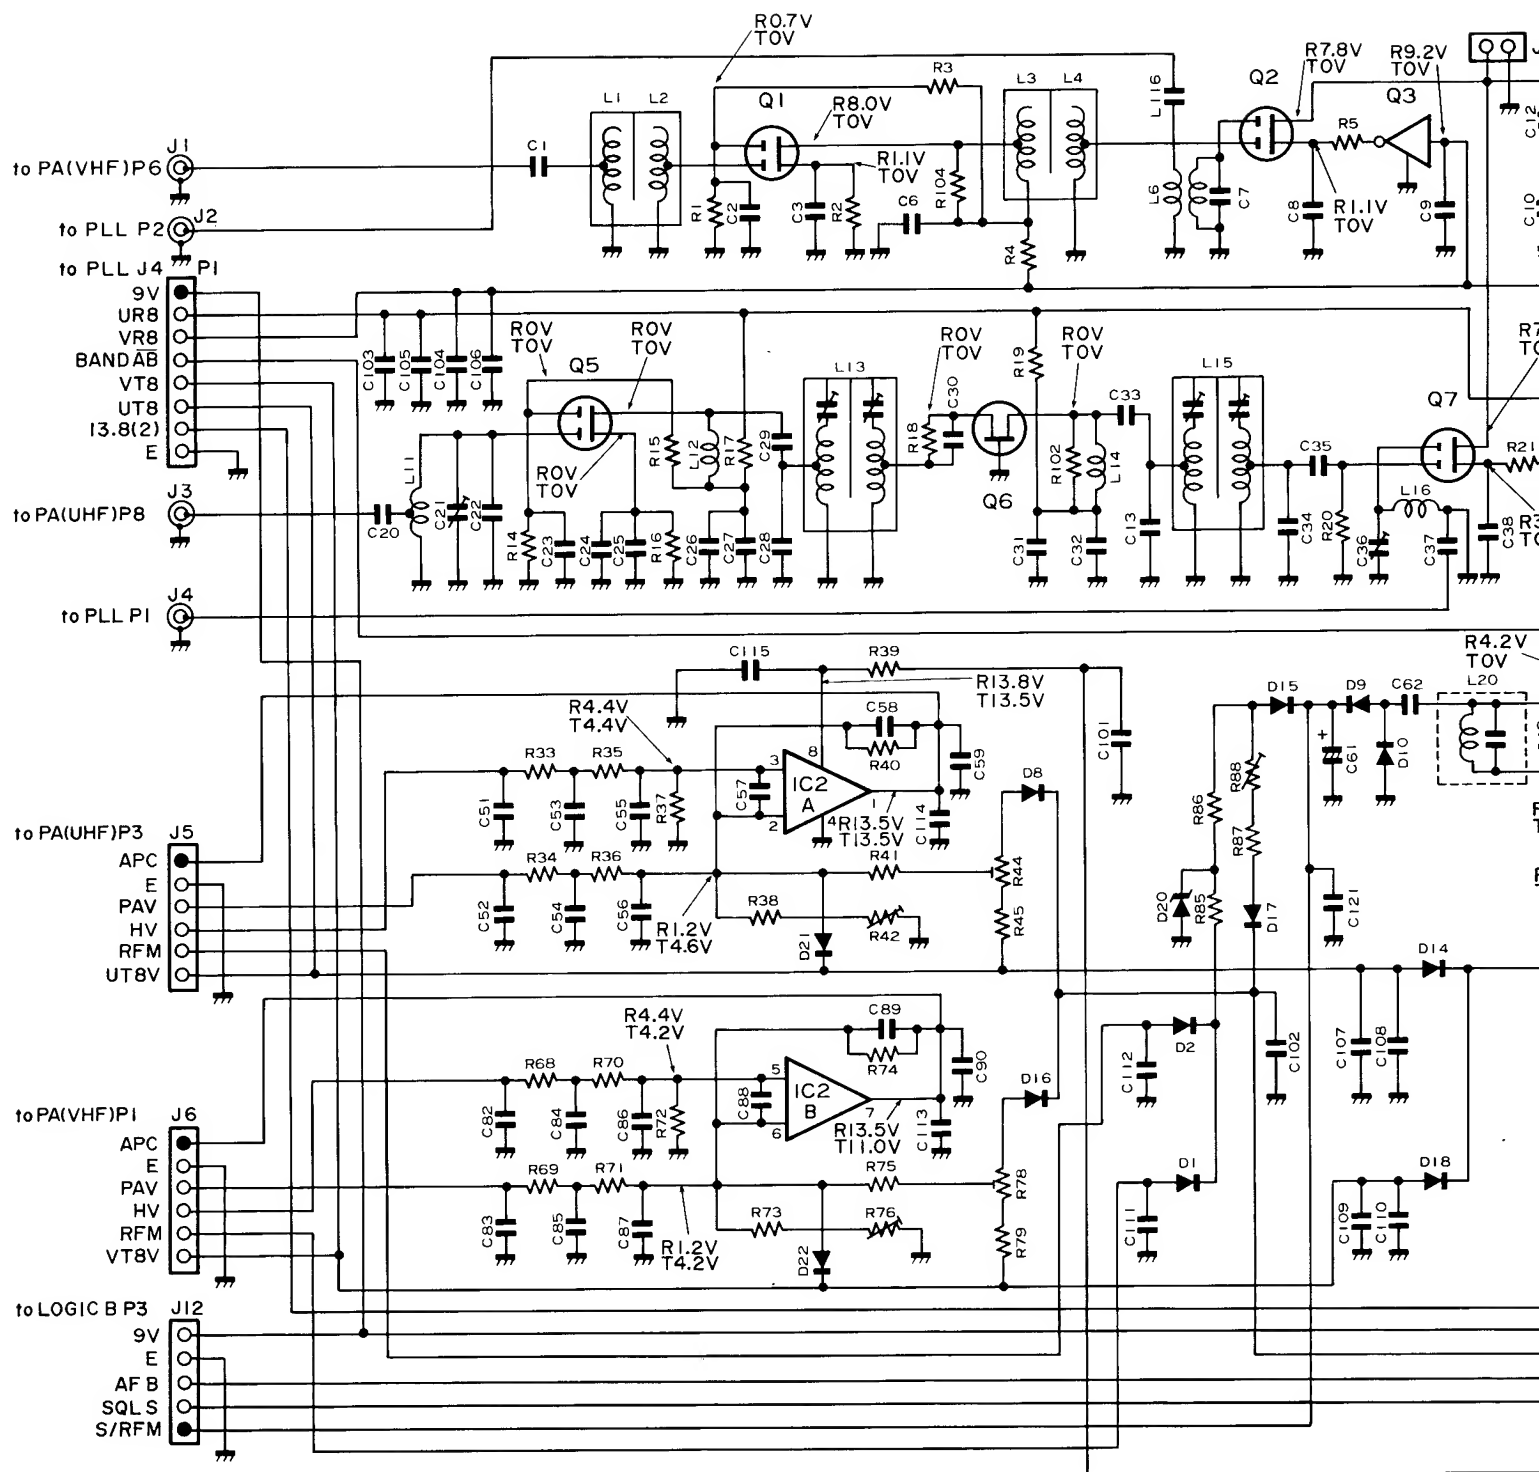 R0.7V
T0V
R3
L3 L4
L116
Q2
R7.8V
T0V
R9.2V
T0V
Q3
J
L1 L2
Q1
R8.0V
T0V
R5
C12
J1
to PA(VHF)P6
C1
R1.1V
T0V
R104
L6
C7
C8
R1.1V
T0V
C9
C10
J2
to PLL P2
R1
C2
C3
R2
C6
R4
to PLL J4 P1
9V
UR8
VR8
BAND AB
VT8
UT8
13.8(2)
E
C103
C105
C104
C106
R0V
T0V
Q5
R0V
T0V
L13
R0V
T0V
C30
R19
R0V
T0V
C33
L15
Q7
R7
T0
L11
C21
C22
R0V
T0V
R15
L12
R17
C29
R18
Q6
R102
L14
C35
R21
L16
J3
to PA(UHF)P8
C20
R14
C23
C24
C25
R16
C26
C27
C28
C31
C32
C13
C34
R20
C36
C37
C38
R3
T0
J4
to PLL P1
C115
R39
R13.8V
T13.5V
R4.2V
T0V
L20
R4.4V
T4.4V
C58
R40
C59
C101
D15
D9
C62
C61
D10
R33
R35
C51
C53
C55
R37
C57
3
8
IC2
A
1
2
4
R13.5V
T13.5V
C114
D8
R86
R88
R87
to PA(UHF)P3 J5
APC
E
PAV
HV
RFM
UT8V
R34
R36
C52
C54
C56
R1.2V
T4.6V
R38
R41
R42
D21
R44
R45
D20
R85
D17
C121
D14
R4.4V
T4.2V
C89
R74
C90
D2
C112
C102
C107
C108
R68
R70
C82
C84
C86
R72
C88
5
IC2
B
7
6
R13.5V
T11.0V
C113
D16
to PA(VHF)P1
J6
APC
E
PAV
HV
RFM
VT8V
R69
R71
C83
C85
C87
R1.2V
T4.2V
R73
R75
R76
D22
R78
R79
D1
C111
D18
C109
C110
to LOGIC B P3 J12
9V
E
AF B
SQL S
S/RFM